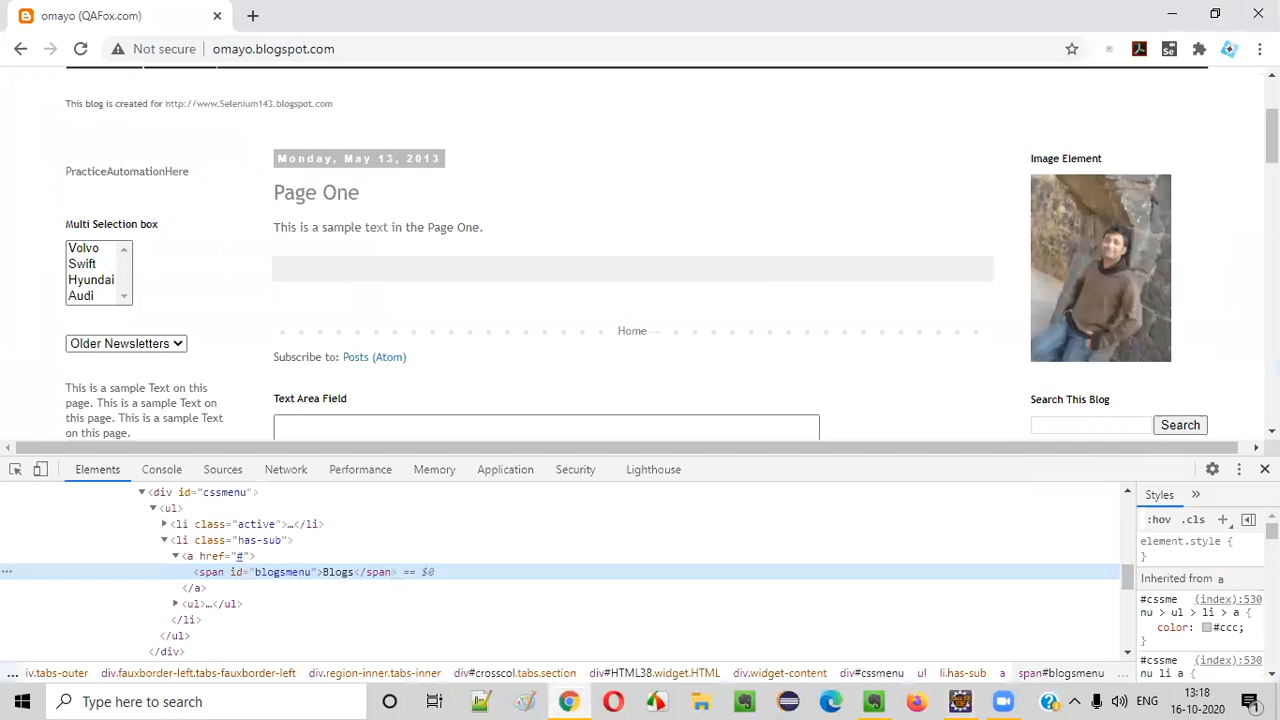 omayo (QAFox.com)
Not secure
omayo.blogspot.com
This blog is created for http://www.Selenium143.blogspot.com
PracticeAutomationHere
Multi Selection box
Volvo
Swift
Hyundai
Audi
Older Newsletters
This is a sample Text on this
page. This is a sample Text on
this page. This is a sample Text
on this page.
Monday, May 13, 2013
Page One
This is a sample text in the Page One.
Home
Subscribe to: Posts (Atom)
Text Area Field
Image Element
Search This Blog
Search
Elements Console Sources Network Performance Memory Application Security Lighthouse
<div id="cssmenu">
<ul>
<li class="active">…</li>
<li class="has-sub">
<a href="#">
<span id="blogsmenu">Blogs</span> == $0
</a>
<ul>…</ul>
</li>
</ul>
</div>
Styles »
:hov .cls +
element.style {
}
Inherited from a
#cssme (index):530
nu > ul > li > a {
color: #ccc;
}
#cssme (index):530
nu li a {
… iv.tabs-outer div.fauxborder-left.tabs-fauxborder-left div.region-inner.tabs-inner div#crosscol.tabs.section div#HTML38.widget.HTML div.widget-content div#cssmenu ul li.has-sub a span#blogsmenu
Type here to search
ENG
13:18
16-10-2020
1